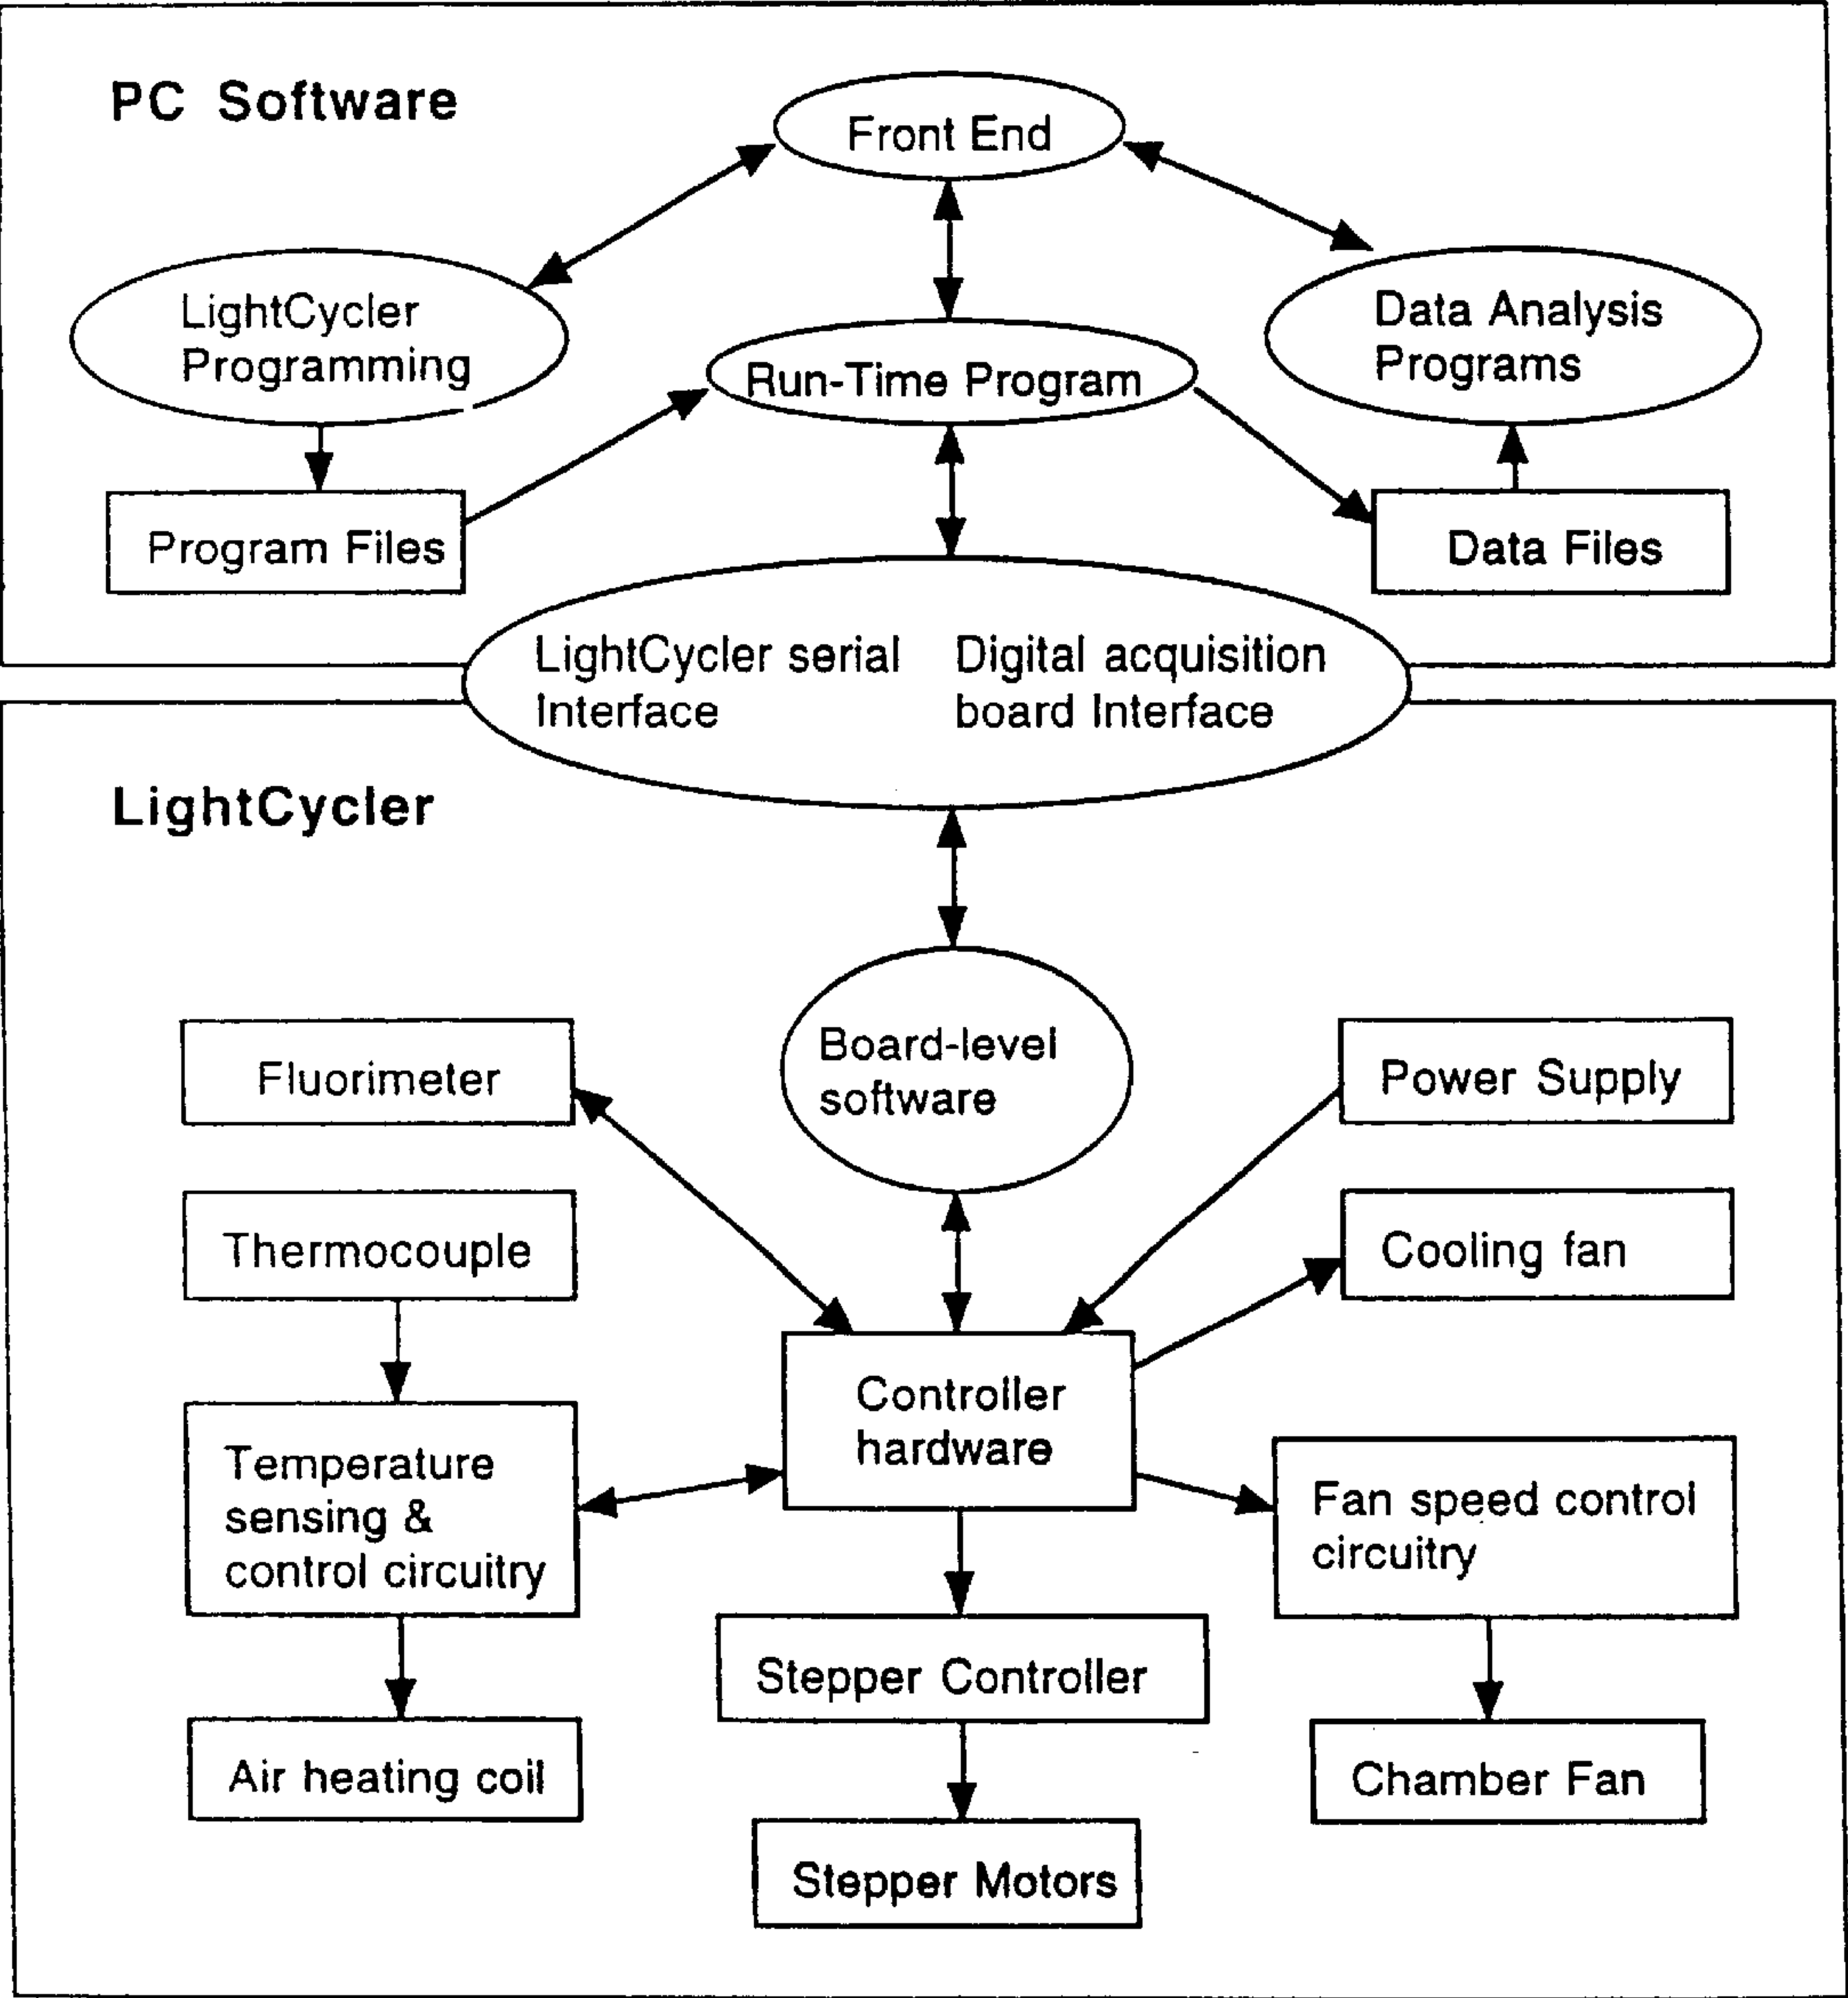 PC Software
Front End
LightCycler
Programming
Run-Time Program
Data Analysis
Programs
Program Files
Data Files
LightCycler serial
Interface
Digital acquisition
board Interface
LightCycler
Board-level
software
Fluorimeter
Power Supply
Thermocouple
Cooling fan
Controller
hardware
Temperature
sensing &
control circuitry
Fan speed control
circuitry
Stepper Controller
Air heating coil
Chamber Fan
Stepper Motors